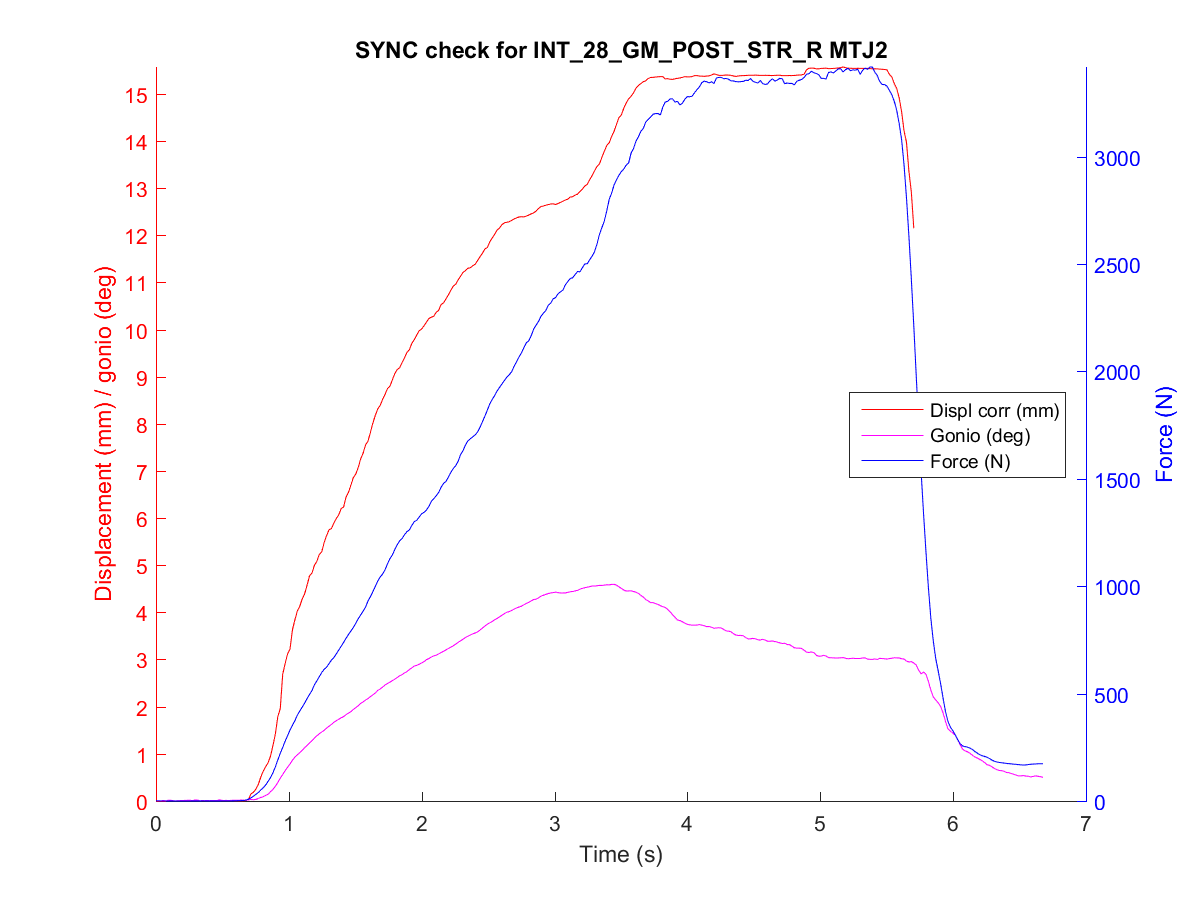 SYNC check for INT_28_GM_POST_STR_R MTJ2
Displacement (mm) / gonio (deg)
15
14
13
12
11
10
9
8
7
6
5
4
3
2
1
0
3000
2500
2000
1500
1000
500
0
Force (N)
Displ corr (mm)
Gonio (deg)
Force (N)
0 1 2 3 4 5 6 7
Time (s)